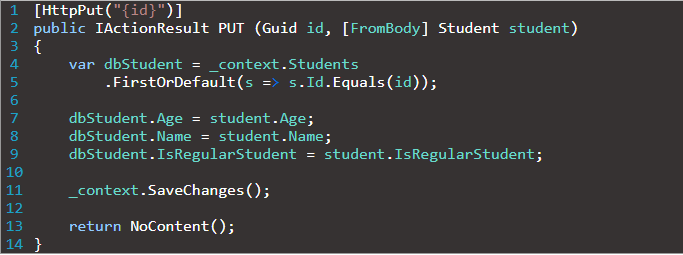 1 [HttpPut("{id}")]
2 public IActionResult PUT (Guid id, [FromBody] Student student)
3 {
4     var dbStudent = _context.Students
5         .FirstOrDefault(s => s.Id.Equals(id));
6
7     dbStudent.Age = student.Age;
8     dbStudent.Name = student.Name;
9     dbStudent.IsRegularStudent = student.IsRegularStudent;
10
11     _context.SaveChanges();
12
13     return NoContent();
14 }